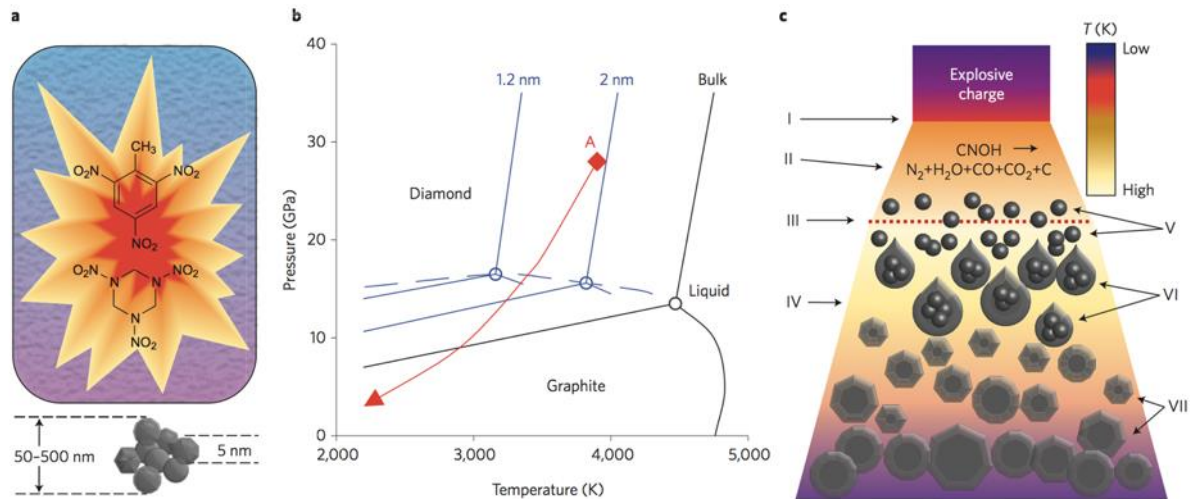 a
CH₃
O₂N
NO₂
NO₂
O₂N
N
N
NO₂
N
NO₂
50–500 nm
5 nm
b
40
30
20
10
0
Pressure (GPa)
2,000
3,000
4,000
5,000
Temperature (K)
1.2 nm
2 nm
Bulk
A
Diamond
Liquid
Graphite
c
T (K)
Low
High
Explosive
charge
I
II
CNOH
N₂+H₂O+CO+CO₂+C
III
V
IV
VI
VII